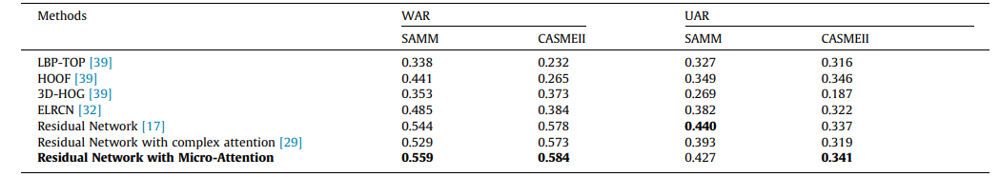 Methods WAR UAR
SAMM CASMEII SAMM CASMEII
LBP-TOP [39] 0.338 0.232 0.327 0.316
HOOF [39] 0.441 0.265 0.349 0.346
3D-HOG [39] 0.353 0.373 0.269 0.187
ELRCN [32] 0.485 0.384 0.382 0.322
Residual Network [17] 0.544 0.578 0.440 0.337
Residual Network with complex attention [29] 0.529 0.573 0.393 0.319
Residual Network with Micro-Attention 0.559 0.584 0.427 0.341